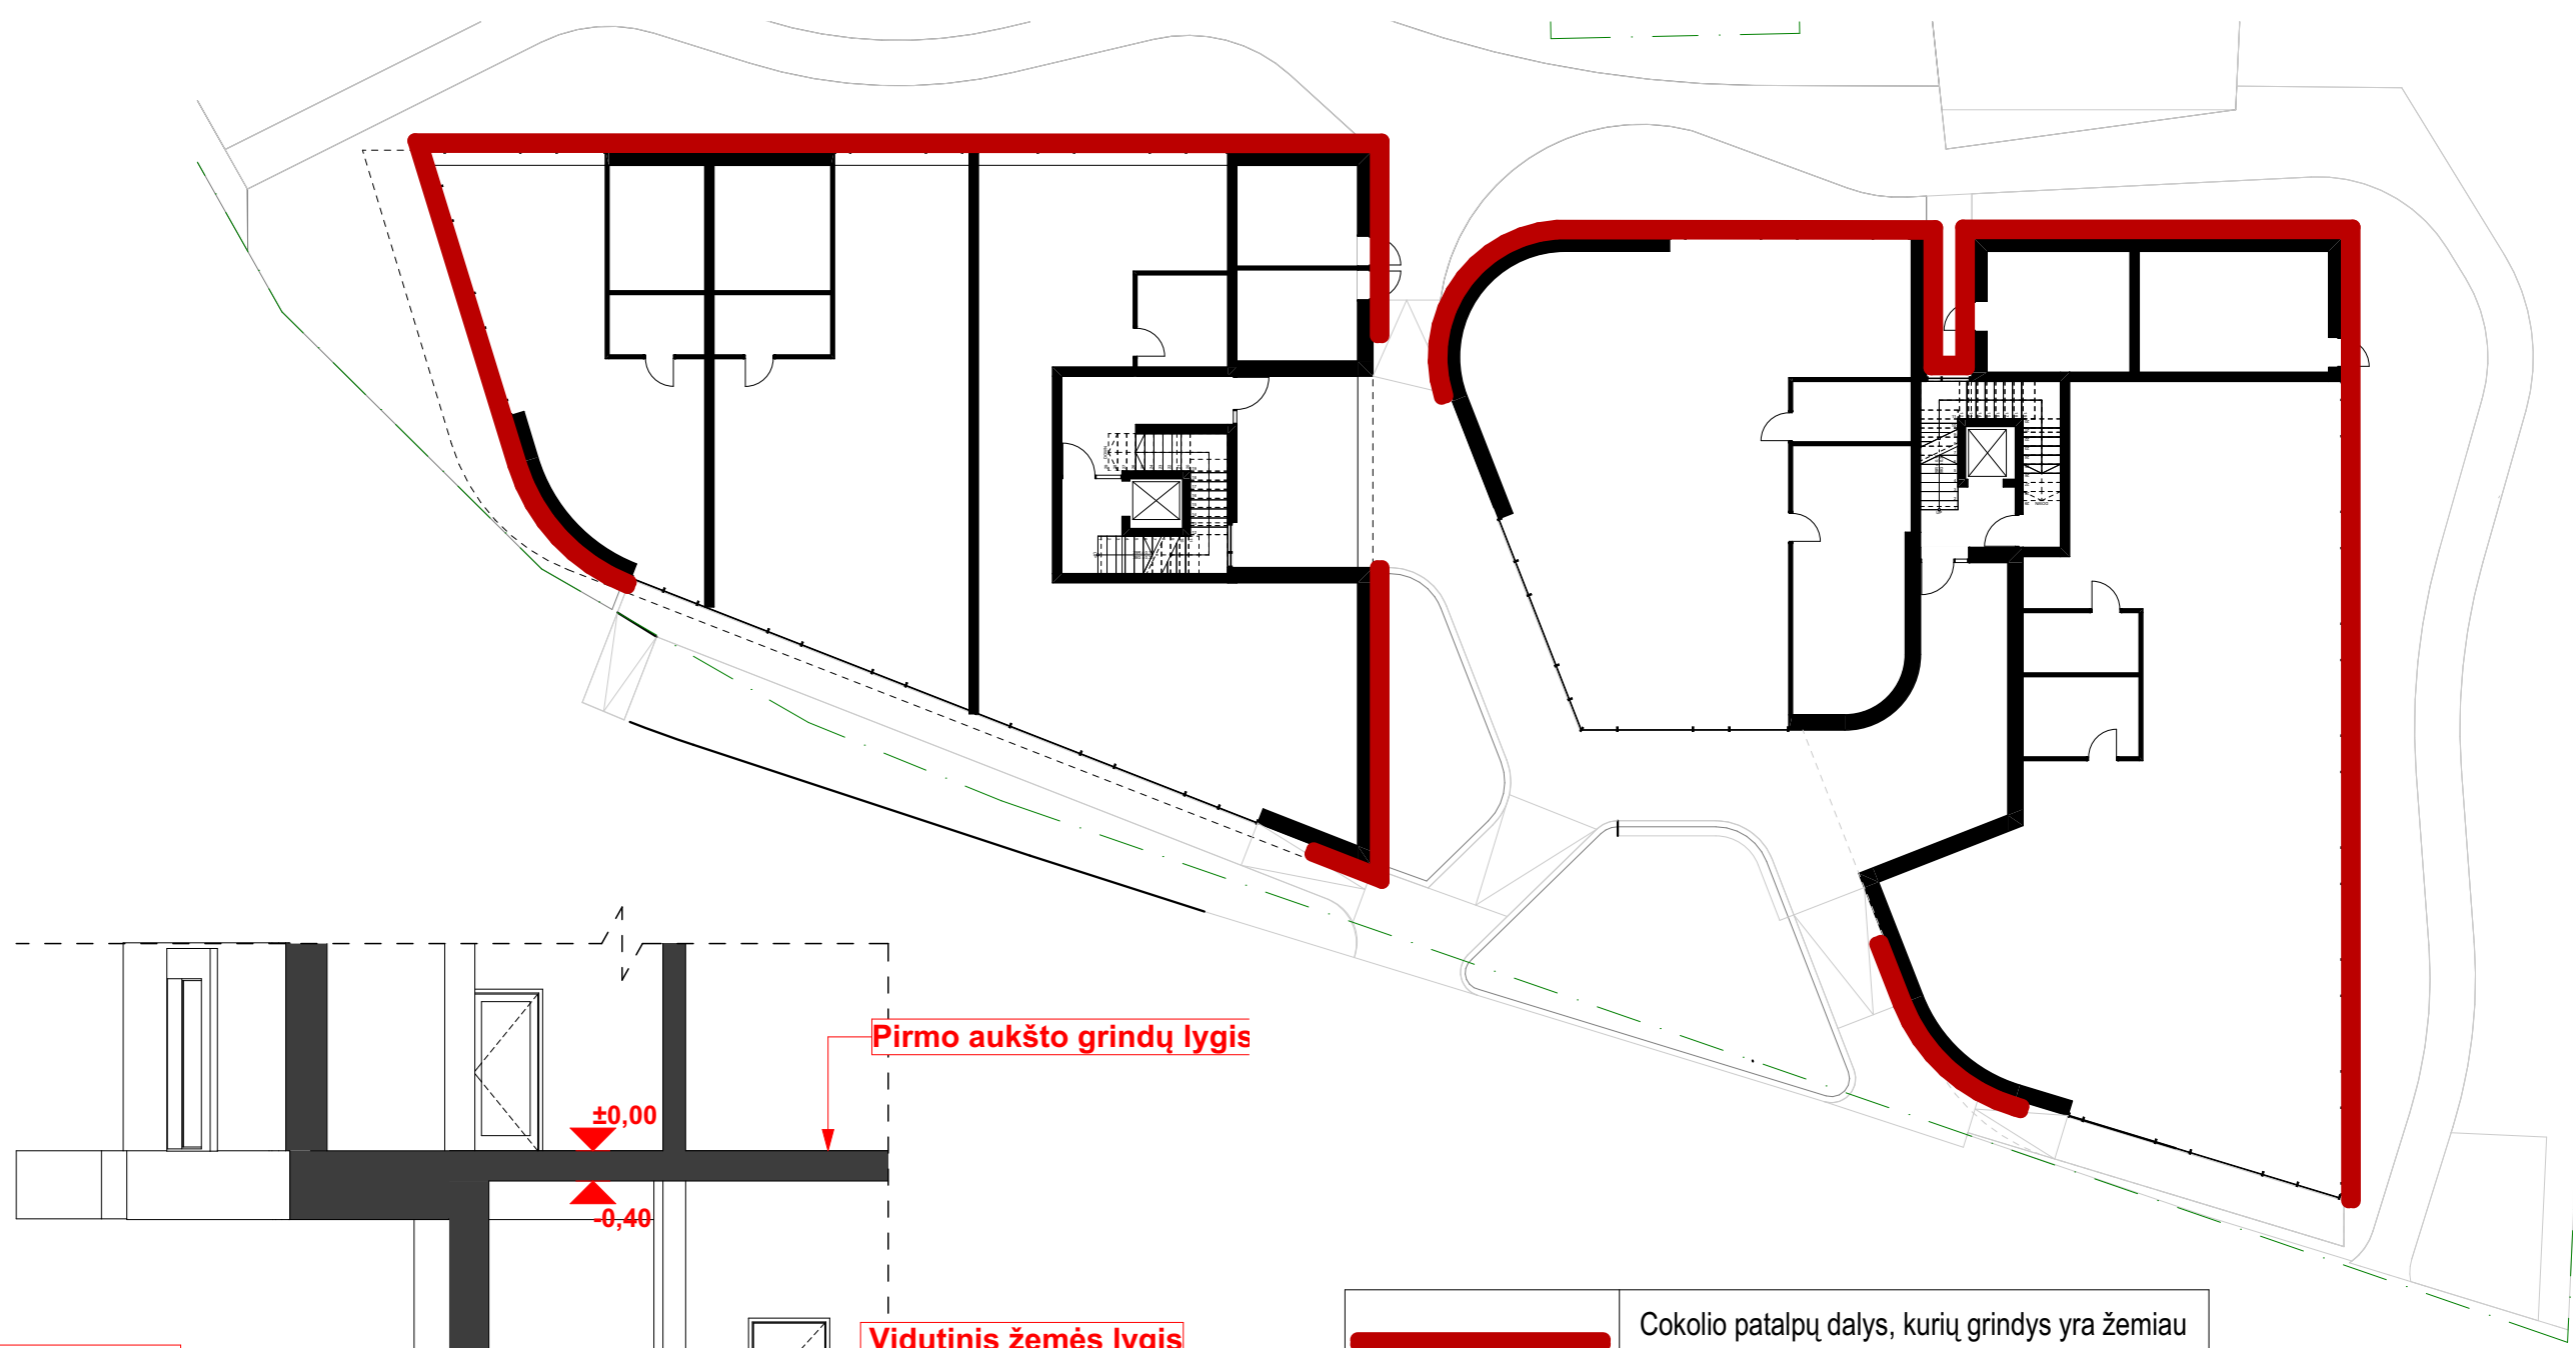 Pirmo aukšto grindų lygis
±0,00
-0,40
Vidutinis žemės lygis
Cokolio patalpų dalys, kurių grindys yra žemiau